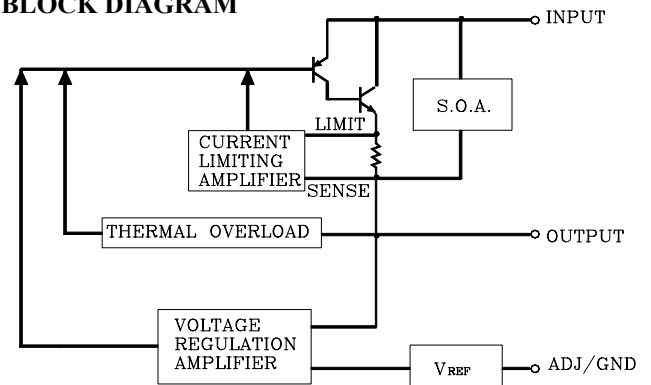 BLOCK DIAGRAM
INPUT
S.O.A.
LIMIT
CURRENT
LIMITING
AMPLIFIER
SENSE
THERMAL OVERLOAD
OUTPUT
VOLTAGE
REGULATION
AMPLIFIER
VREF
ADJ/GND